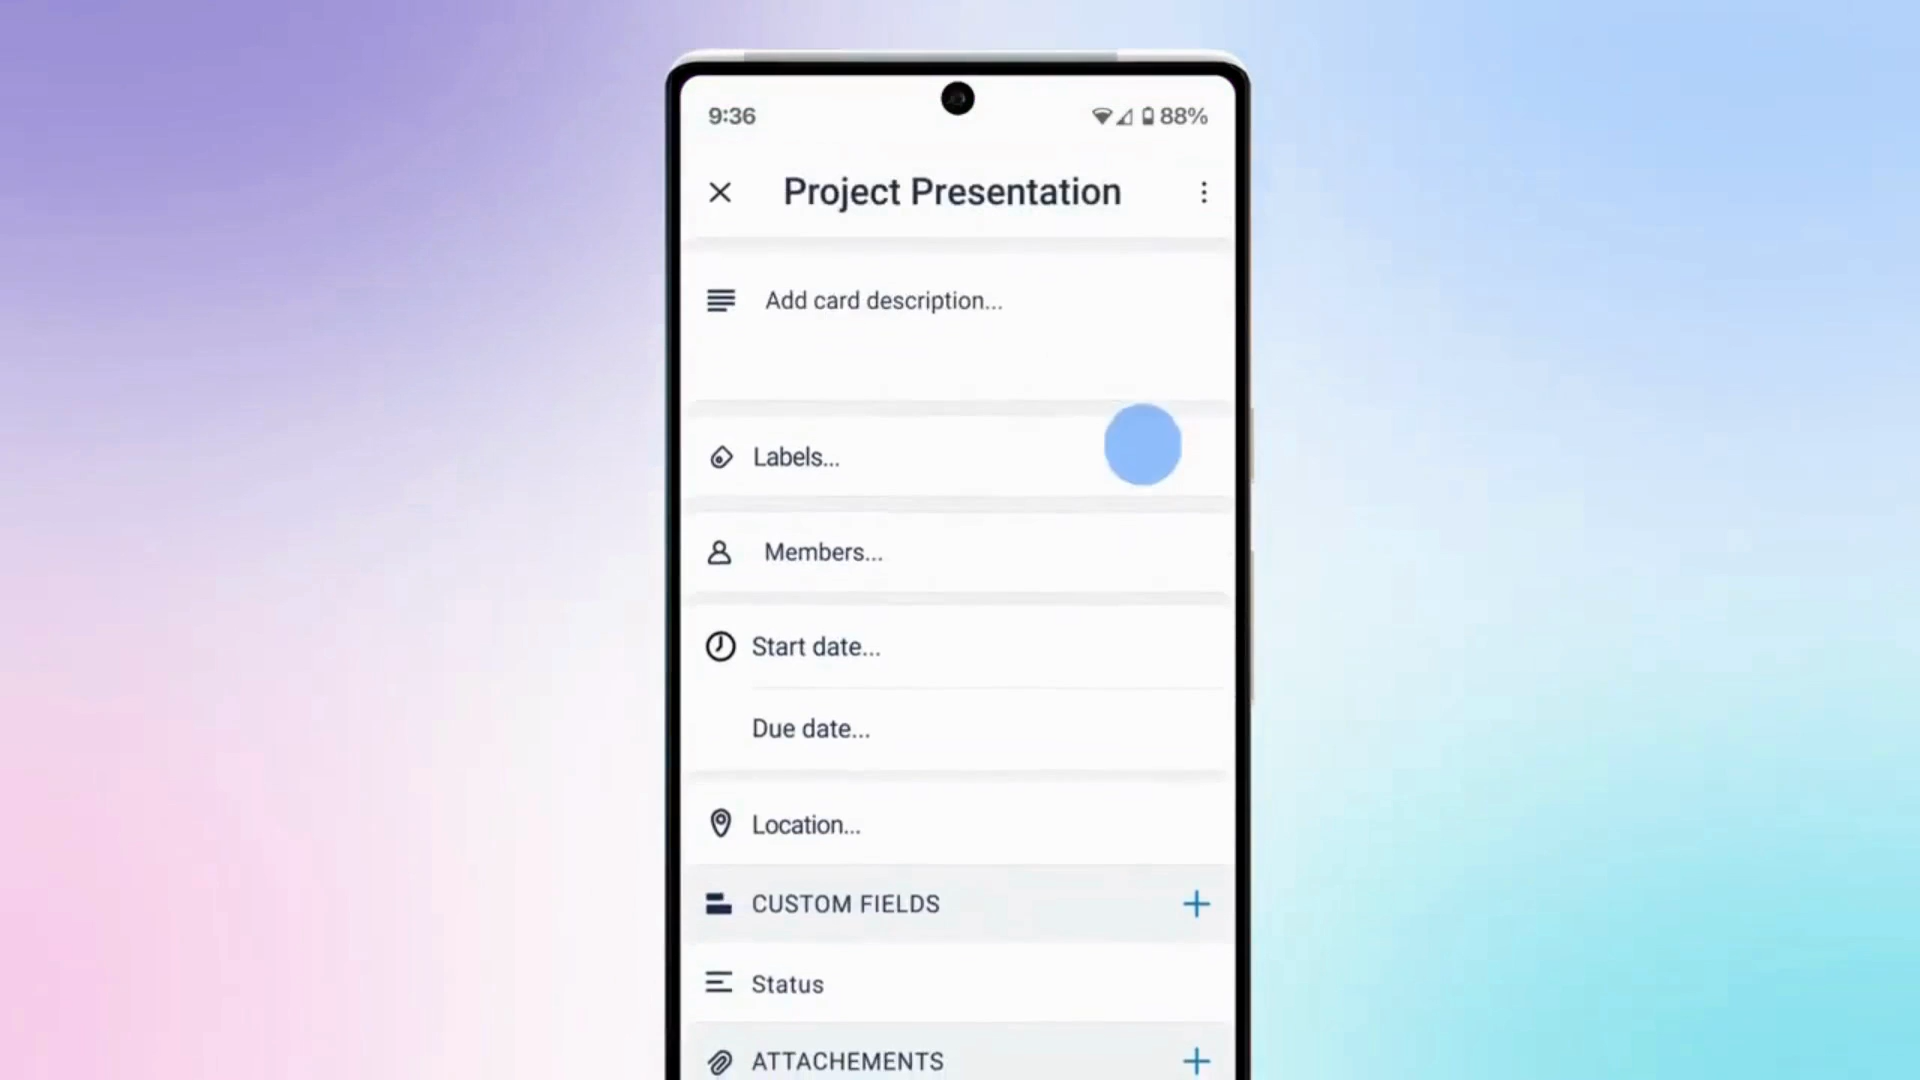 9:36
88%
Project Presentation
Add card description...
Labels...
Members...
Start date...
Due date...
Location...
CUSTOM FIELDS
Status
ATTACHEMENTS